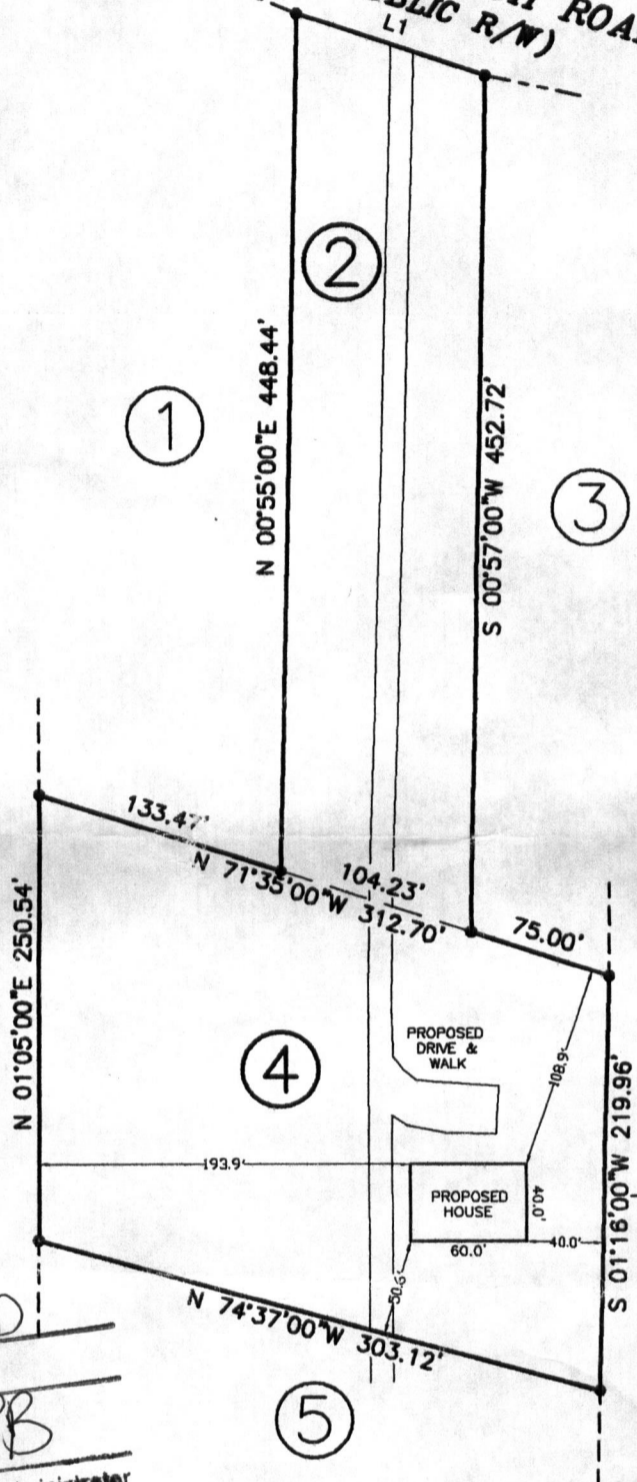 ROA
BLIC R/W)
L1
2
1
N 00°55'00"E 448.44'
S 00°57'00"W 452.72'
3
133.47'
N 71°35'00"W 312.70'
104.23'
75.00'
N 01°05'00"E 250.54
4
PROPOSED
DRIVE &
WALK
108.9'
S 01°16'00"W 219.96'
193.9'
PROPOSED
HOUSE
40.0'
60.0'
40.0'
50.6'
N 74°37'00"W 303.12'
5
B